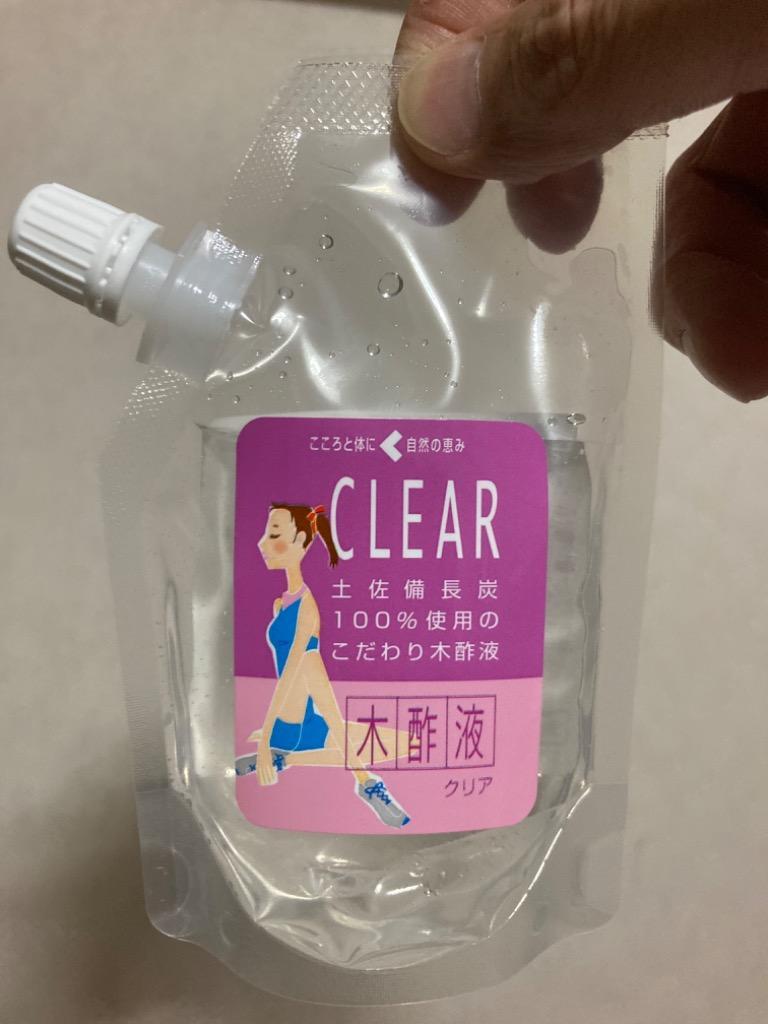 こころと体に 自然の恵み
CLEAR
土佐備長炭
100%使用の
こだわり木酢液
木酢液
クリア